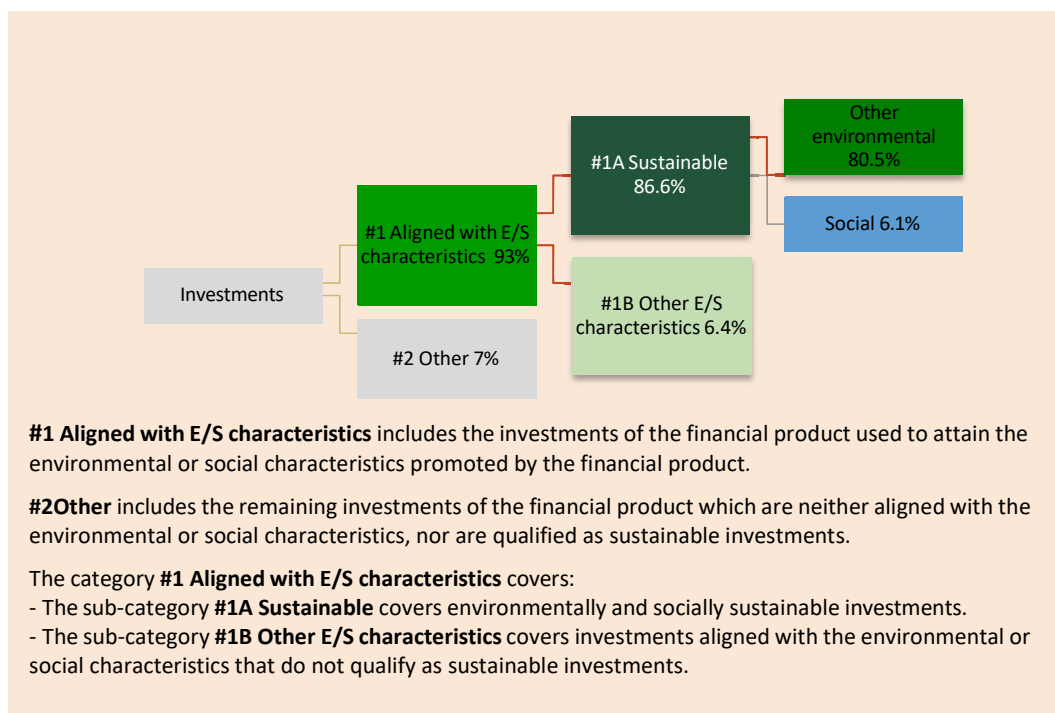 Other
environmental
80.5%
#1A Sustainable
86.6%
Social 6.1%
#1 Aligned with E/S
characteristics 93%
Investments
#1B Other E/S
characteristics 6.4%
#2 Other 7%
#1 Aligned with E/S characteristics includes the investments of the financial product used to attain the
environmental or social characteristics promoted by the financial product.
#2Other includes the remaining investments of the financial product which are neither aligned with the
environmental or social characteristics, nor are qualified as sustainable investments.
The category #1 Aligned with E/S characteristics covers:
- The sub-category #1A Sustainable covers environmentally and socially sustainable investments.
- The sub-category #1B Other E/S characteristics covers investments aligned with the environmental or
social characteristics that do not qualify as sustainable investments.